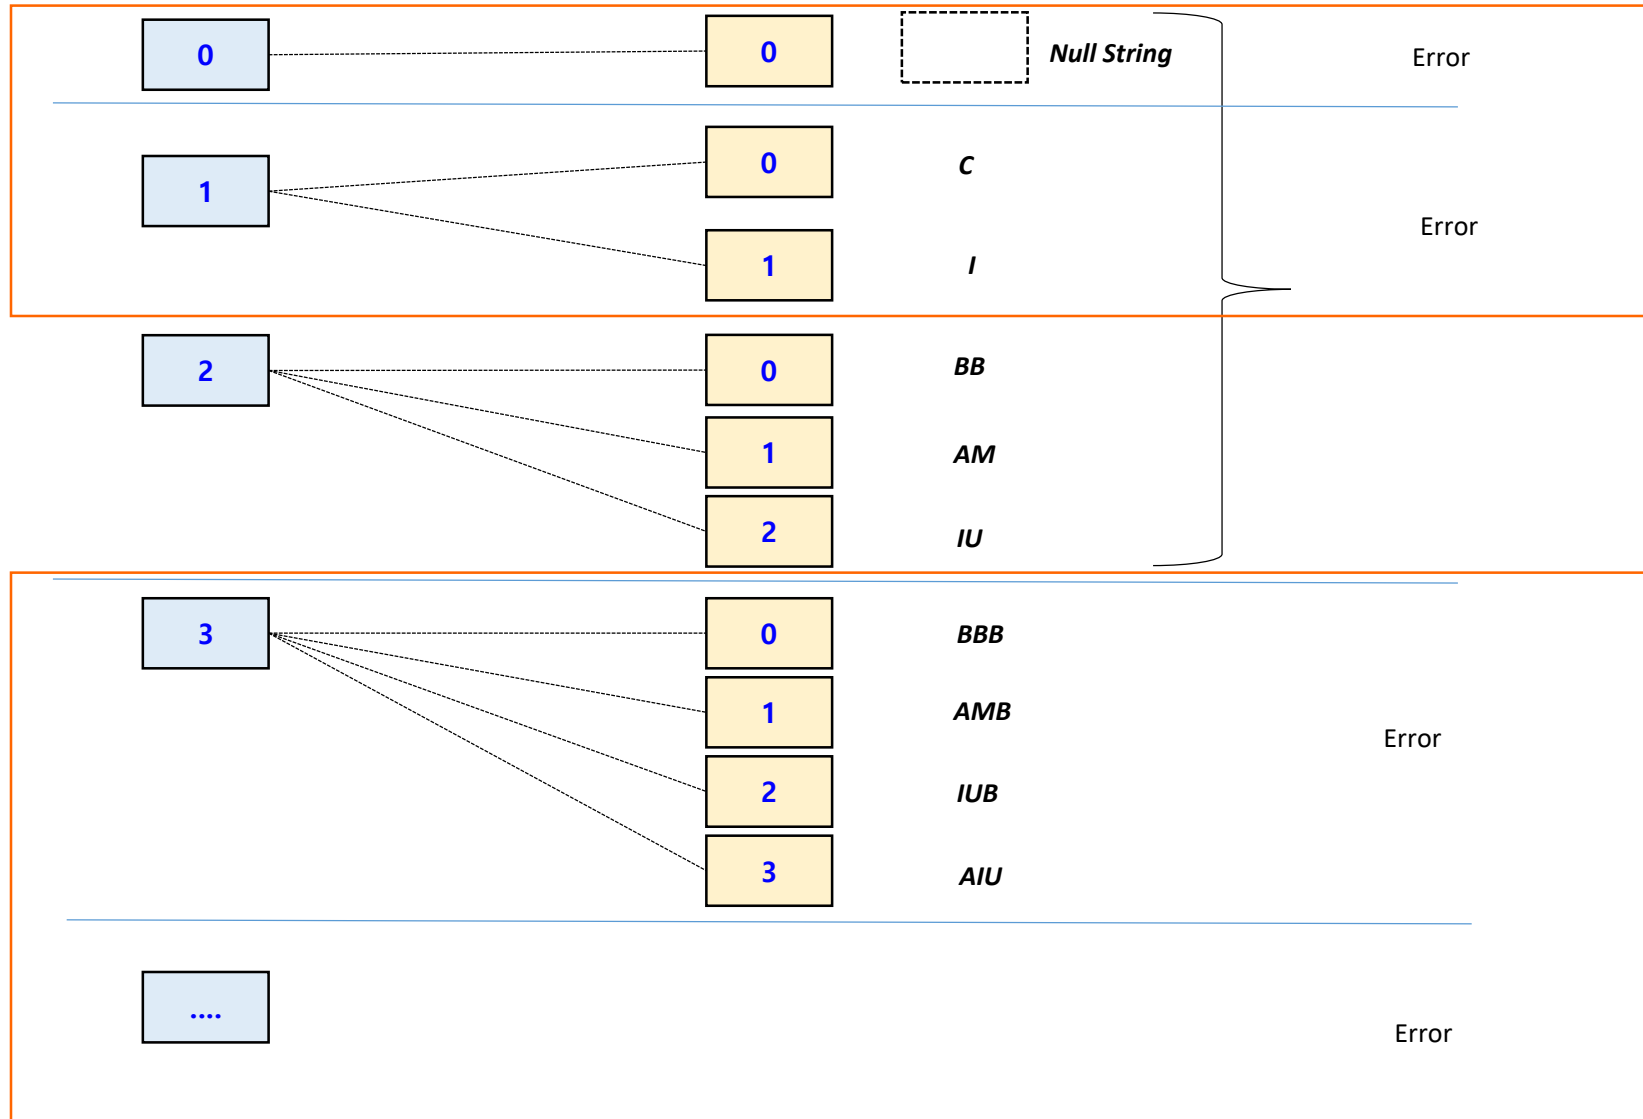 0 0 Null String Error
1 0 C Error
1 I
2 0 BB
1 AM
2 IU
3 0 BBB
1 AMB
Error
2 IUB
3 AIU
....
Error